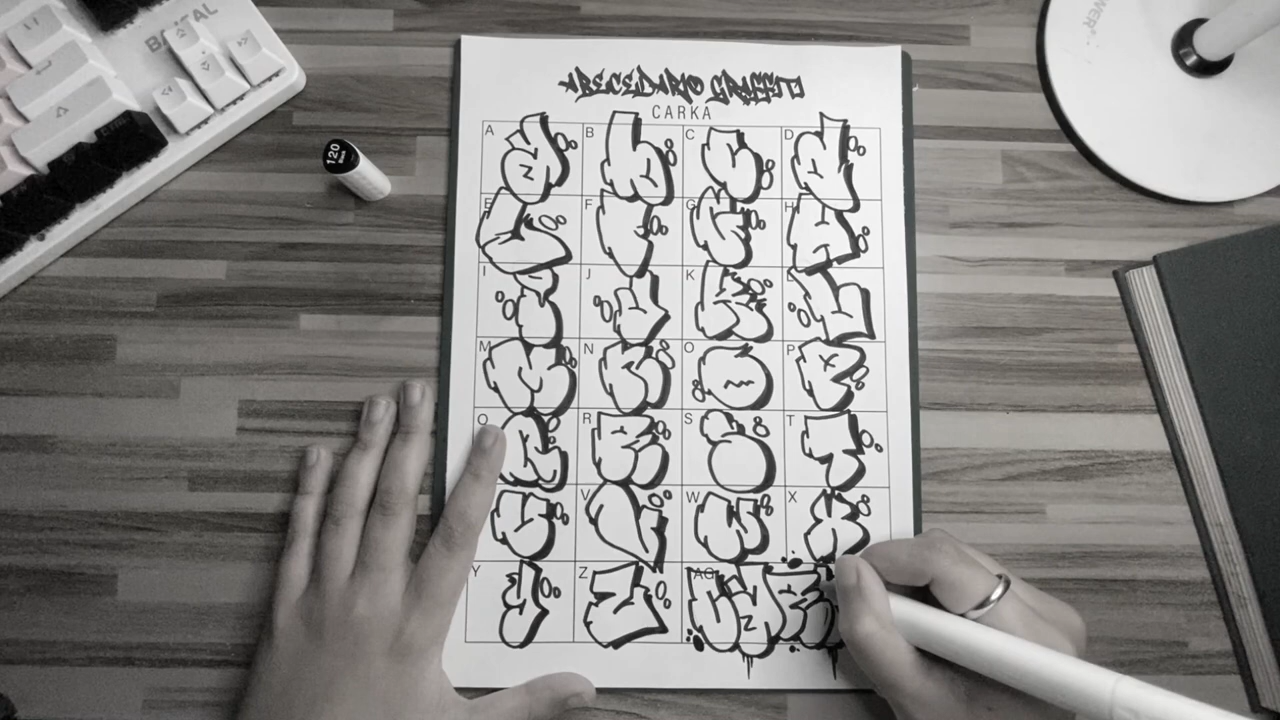 ABECEDARIO GRAFFITI
CARKA
120
A B C D
E F G H
I J K L
M N O P
Q R S T
V W X
Y Z